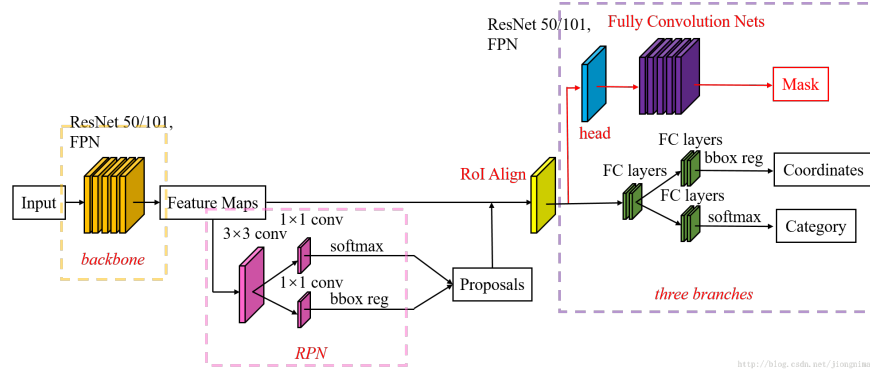 ResNet 50/101,
FPN
Fully Convolution Nets
Mask
head
ResNet 50/101,
FPN
RoI Align
FC layers
FC layers
bbox reg
Coordinates
FC layers
softmax
Category
Input
Feature Maps
backbone
3×3 conv
1×1 conv
softmax
1×1 conv
bbox reg
Proposals
RPN
three branches
http://blog.csdn.net/jiongnima